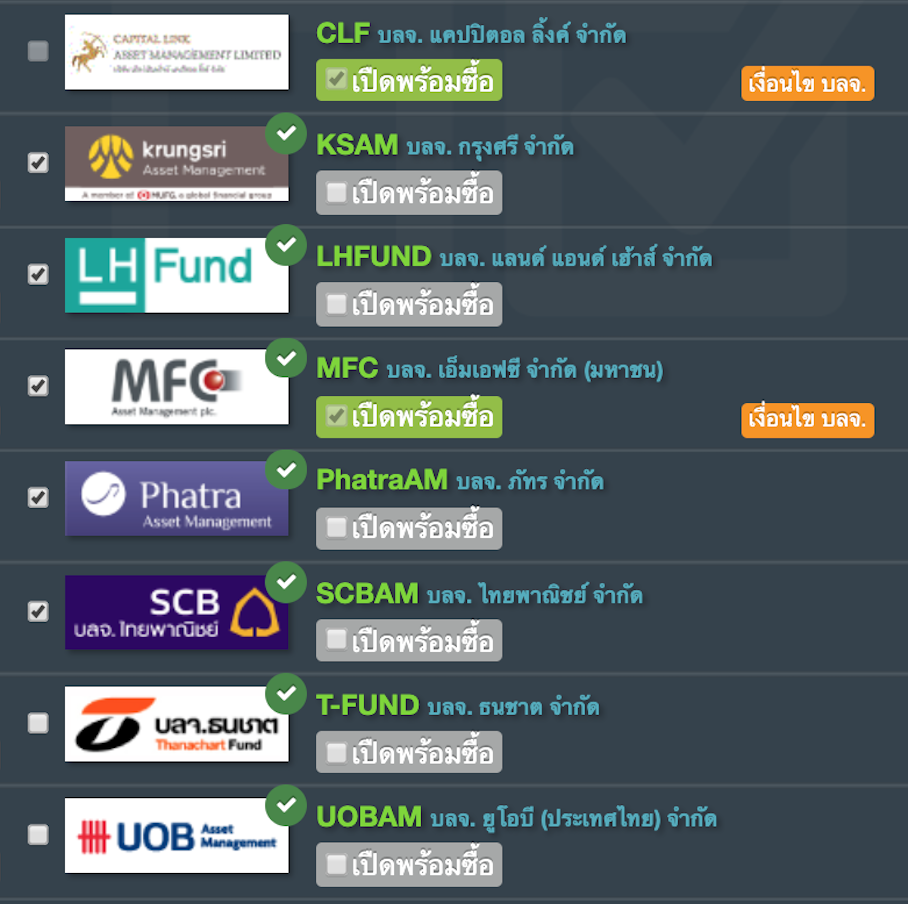 CAPITAL LINK
ASSET MANAGEMENT LIMITED
CLF บลจ. แคปปิตอล ลิ้งค์ จำกัด
เปิดพร้อมซื้อ
เงื่อนไข บลจ.
krungsri
Asset Management
A member of MUFG, a global financial group
KSAM บลจ. กรุงศรี จำกัด
เปิดพร้อมซื้อ
LH Fund
LHFUND บลจ. แลนด์ แอนด์ เฮ้าส์ จำกัด
เปิดพร้อมซื้อ
MFC
Asset Management plc.
MFC บลจ. เอ็มเอฟซี จำกัด (มหาชน)
เปิดพร้อมซื้อ
เงื่อนไข บลจ.
Phatra
Asset Management
PhatraAM บลจ. ภัทร จำกัด
เปิดพร้อมซื้อ
SCB
บลจ.ไทยพาณิชย์
SCBAM บลจ. ไทยพาณิชย์ จำกัด
เปิดพร้อมซื้อ
บลจ.ธนชาต
Thanachart Fund
T-FUND บลจ. ธนชาต จำกัด
เปิดพร้อมซื้อ
UOB Asset
Management
UOBAM บลจ. ยูโอบี (ประเทศไทย) จำกัด
เปิดพร้อมซื้อ